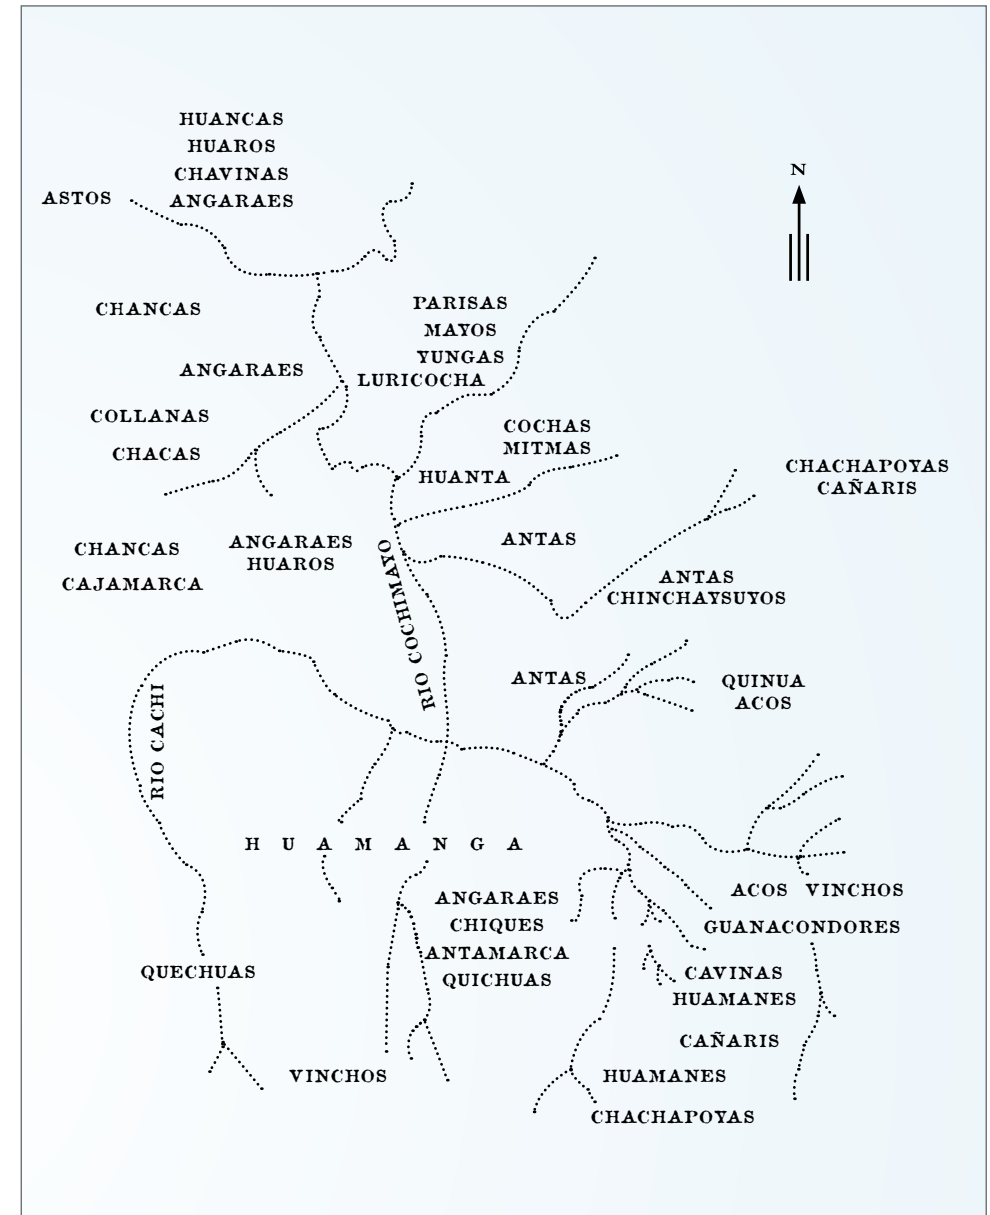 HUANCAS
HUAROS
CHAVINAS
ASTOS
ANGARAES
N
CHANCAS
PARISAS
MAYOS
YUNGAS
ANGARAES
LURICOCHA
COLLANAS
COCHAS
MITMAS
CHACAS
HUANTA
CHACHAPOYAS
CAÑARIS
CHANCAS
CAJAMARCA
ANGARAES
HUAROS
RIO COCHIMAYO
ANTAS
ANTAS
CHINCHAYSUYOS
ANTAS
QUINUA
ACOS
RIO CACHI
HUAMANGA
ANGARAES
CHIQUES
ANTAMARCA
QUICHUAS
ACOS VINCHOS
GUANACONDORES
QUECHUAS
CAVINAS
HUAMANES
CAÑARIS
VINCHOS
HUAMANES
CHACHAPOYAS